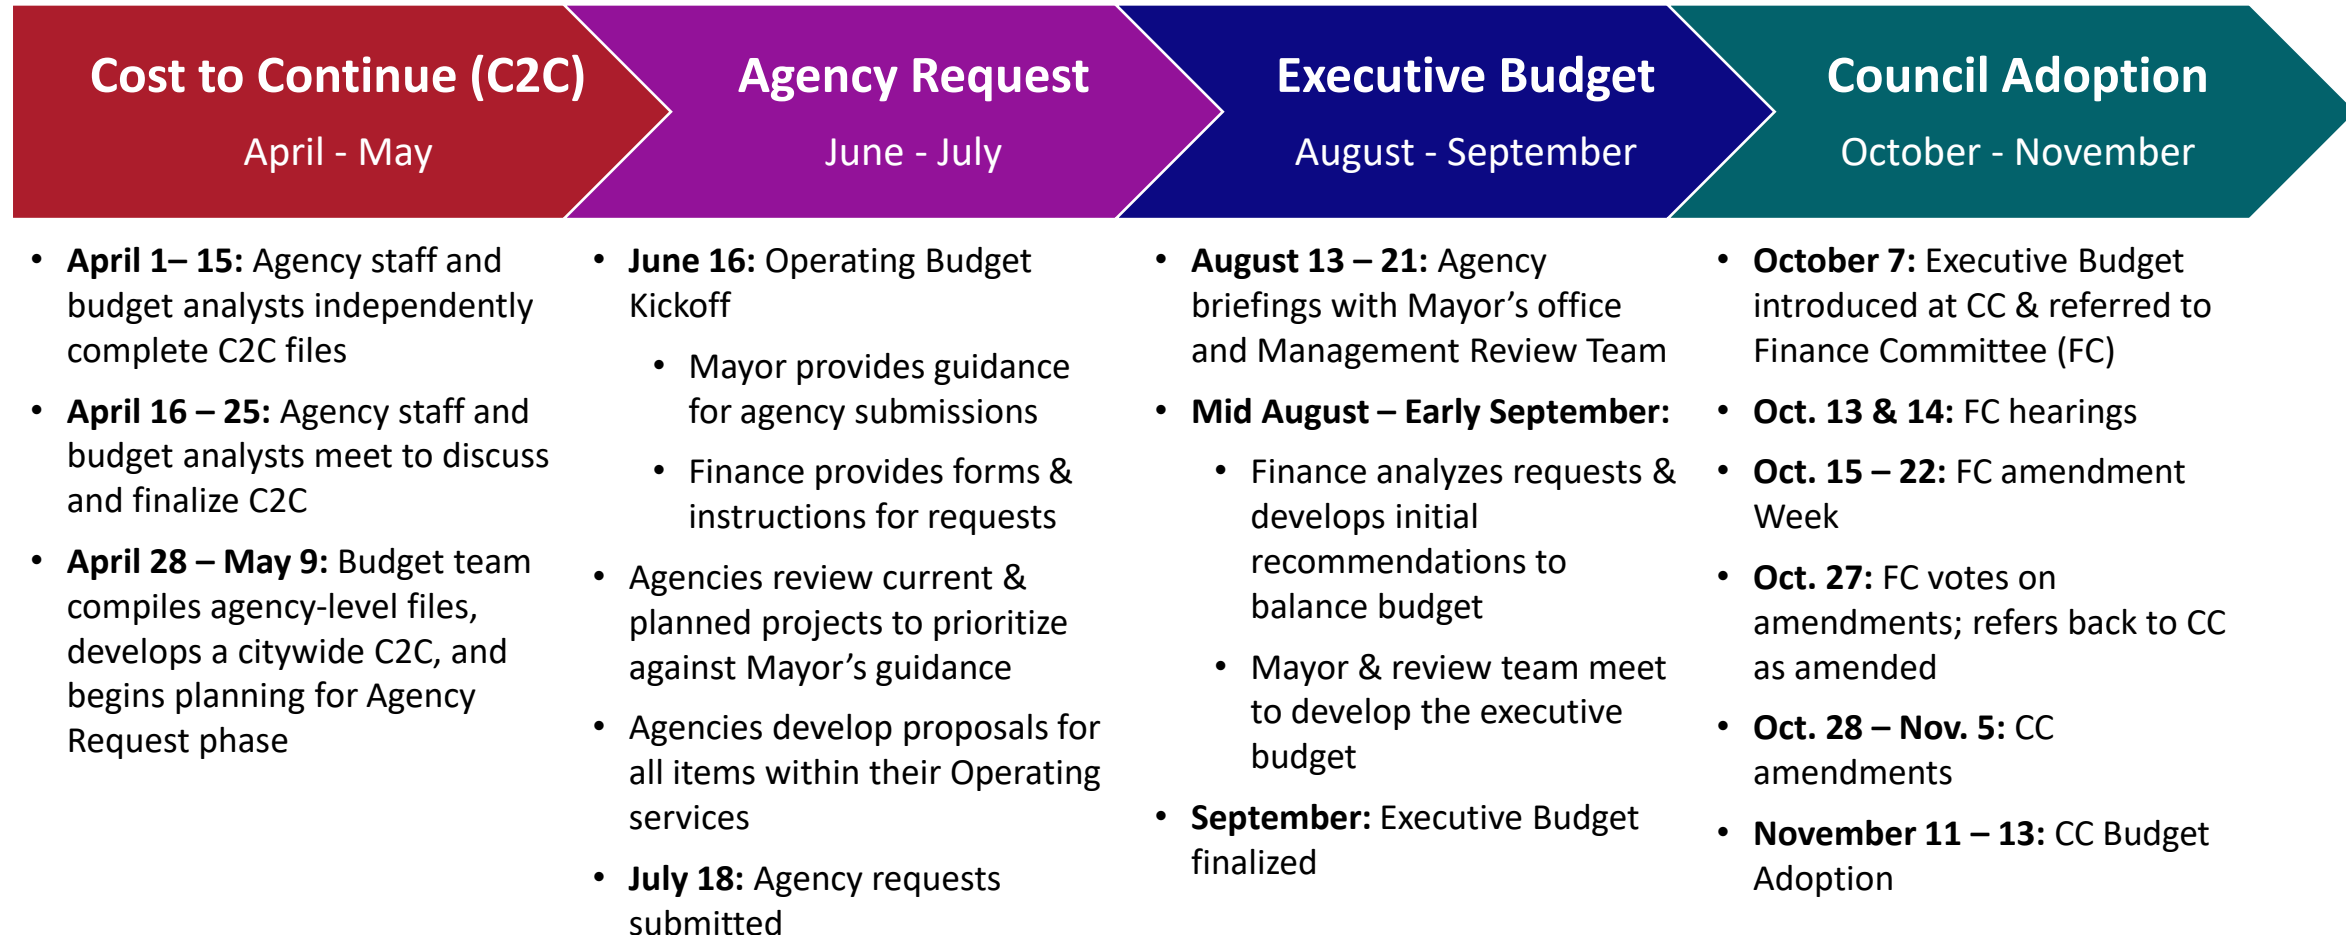 Cost to Continue (C2C)
April - May
Agency Request
June - July
Executive Budget
August - September
Council Adoption
October - November
• April 1– 15: Agency staff and
budget analysts independently
complete C2C files
• April 16 – 25: Agency staff and
budget analysts meet to discuss
and finalize C2C
• April 28 – May 9: Budget team
compiles agency-level files,
develops a citywide C2C, and
begins planning for Agency
Request phase
• June 16: Operating Budget
Kickoff
• Mayor provides guidance
for agency submissions
• Finance provides forms &
instructions for requests
• Agencies review current &
planned projects to prioritize
against Mayor’s guidance
• Agencies develop proposals for
all items within their Operating
services
• July 18: Agency requests
submitted
• August 13 – 21: Agency
briefings with Mayor’s office
and Management Review Team
• Mid August – Early September:
• Finance analyzes requests &
develops initial
recommendations to
balance budget
• Mayor & review team meet
to develop the executive
budget
• September: Executive Budget
finalized
• October 7: Executive Budget
introduced at CC & referred to
Finance Committee (FC)
• Oct. 13 & 14: FC hearings
• Oct. 15 – 22: FC amendment
Week
• Oct. 27: FC votes on
amendments; refers back to CC
as amended
• Oct. 28 – Nov. 5: CC
amendments
• November 11 – 13: CC Budget
Adoption